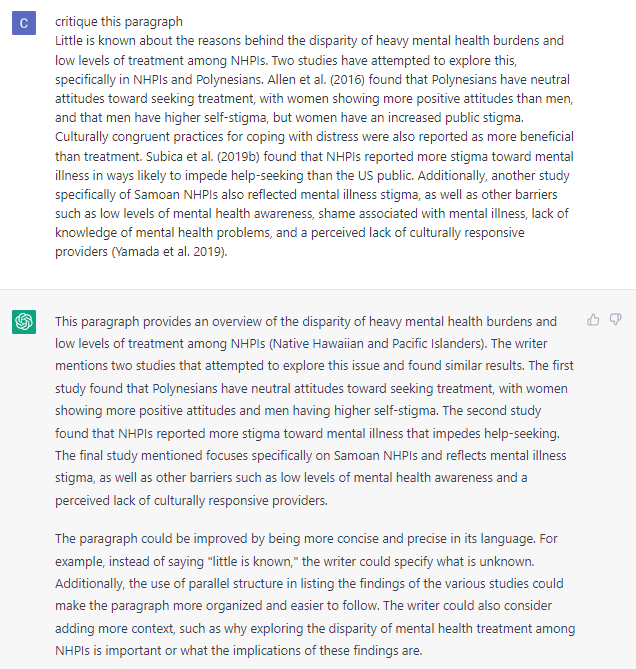 C
critique this paragraph
Little is known about the reasons behind the disparity of heavy mental health burdens and
low levels of treatment among NHPIs. Two studies have attempted to explore this,
specifically in NHPIs and Polynesians. Allen et al. (2016) found that Polynesians have neutral
attitudes toward seeking treatment, with women showing more positive attitudes than men,
and that men have higher self-stigma, but women have an increased public stigma.
Culturally congruent practices for coping with distress were also reported as more beneficial
than treatment. Subica et al. (2019b) found that NHPIs reported more stigma toward mental
illness in ways likely to impede help-seeking than the US public. Additionally, another study
specifically of Samoan NHPIs also reflected mental illness stigma, as well as other barriers
such as low levels of mental health awareness, shame associated with mental illness, lack of
knowledge of mental health problems, and a perceived lack of culturally responsive
providers (Yamada et al. 2019).
This paragraph provides an overview of the disparity of heavy mental health burdens and
low levels of treatment among NHPIs (Native Hawaiian and Pacific Islanders). The writer
mentions two studies that attempted to explore this issue and found similar results. The first
study found that Polynesians have neutral attitudes toward seeking treatment, with women
showing more positive attitudes and men having higher self-stigma. The second study
found that NHPIs reported more stigma toward mental illness that impedes help-seeking.
The final study mentioned focuses specifically on Samoan NHPIs and reflects mental illness
stigma, as well as other barriers such as low levels of mental health awareness and a
perceived lack of culturally responsive providers.
The paragraph could be improved by being more concise and precise in its language. For
example, instead of saying "little is known," the writer could specify what is unknown.
Additionally, the use of parallel structure in listing the findings of the various studies could
make the paragraph more organized and easier to follow. The writer could also consider
adding more context, such as why exploring the disparity of mental health treatment among
NHPIs is important or what the implications of these findings are.